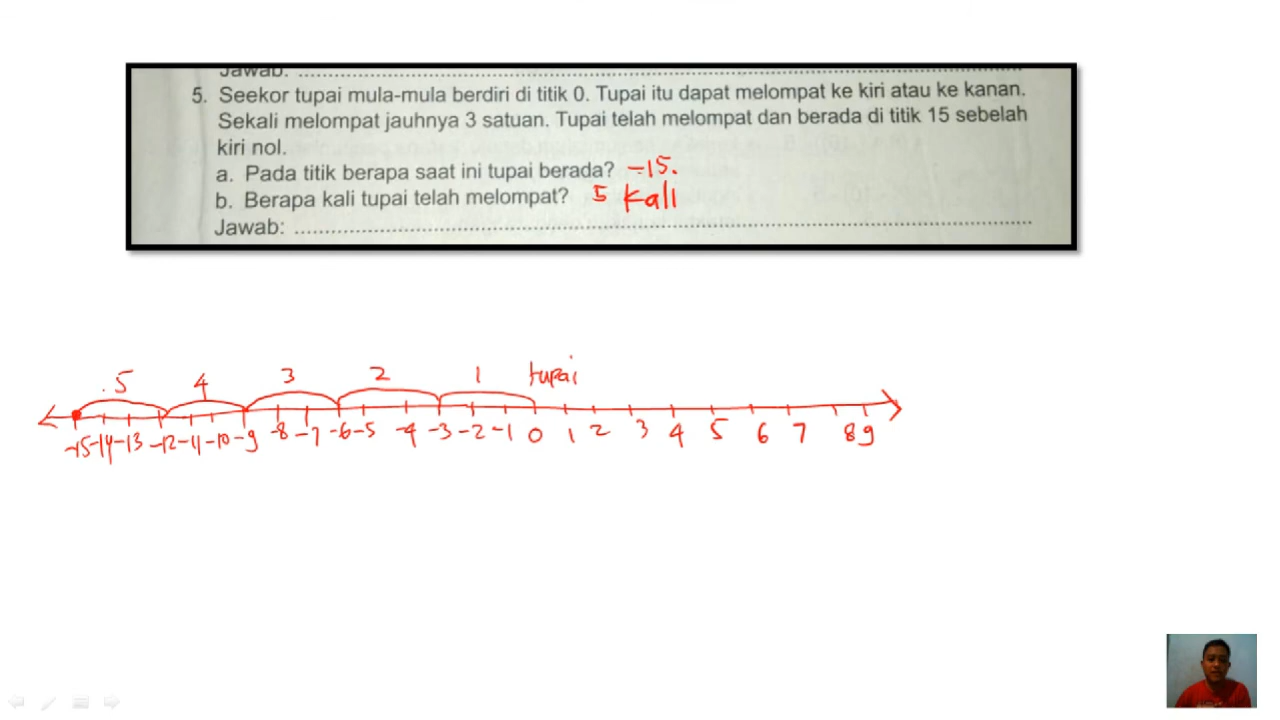 Jawab: ...
5. Seekor tupai mula-mula berdiri di titik 0. Tupai itu dapat melompat ke kiri atau ke kanan.
Sekali melompat jauhnya 3 satuan. Tupai telah melompat dan berada di titik 15 sebelah
kiri nol.
a. Pada titik berapa saat ini tupai berada? -15.
b. Berapa kali tupai telah melompat? 5 kali
Jawab: ...
5 4 3 2 1 tupai
-15 -14 -13 -12 -11 -10 -9 -8 -7 -6 -5 -4 -3 -2 -1 0 1 2 3 4 5 6 7 8 9